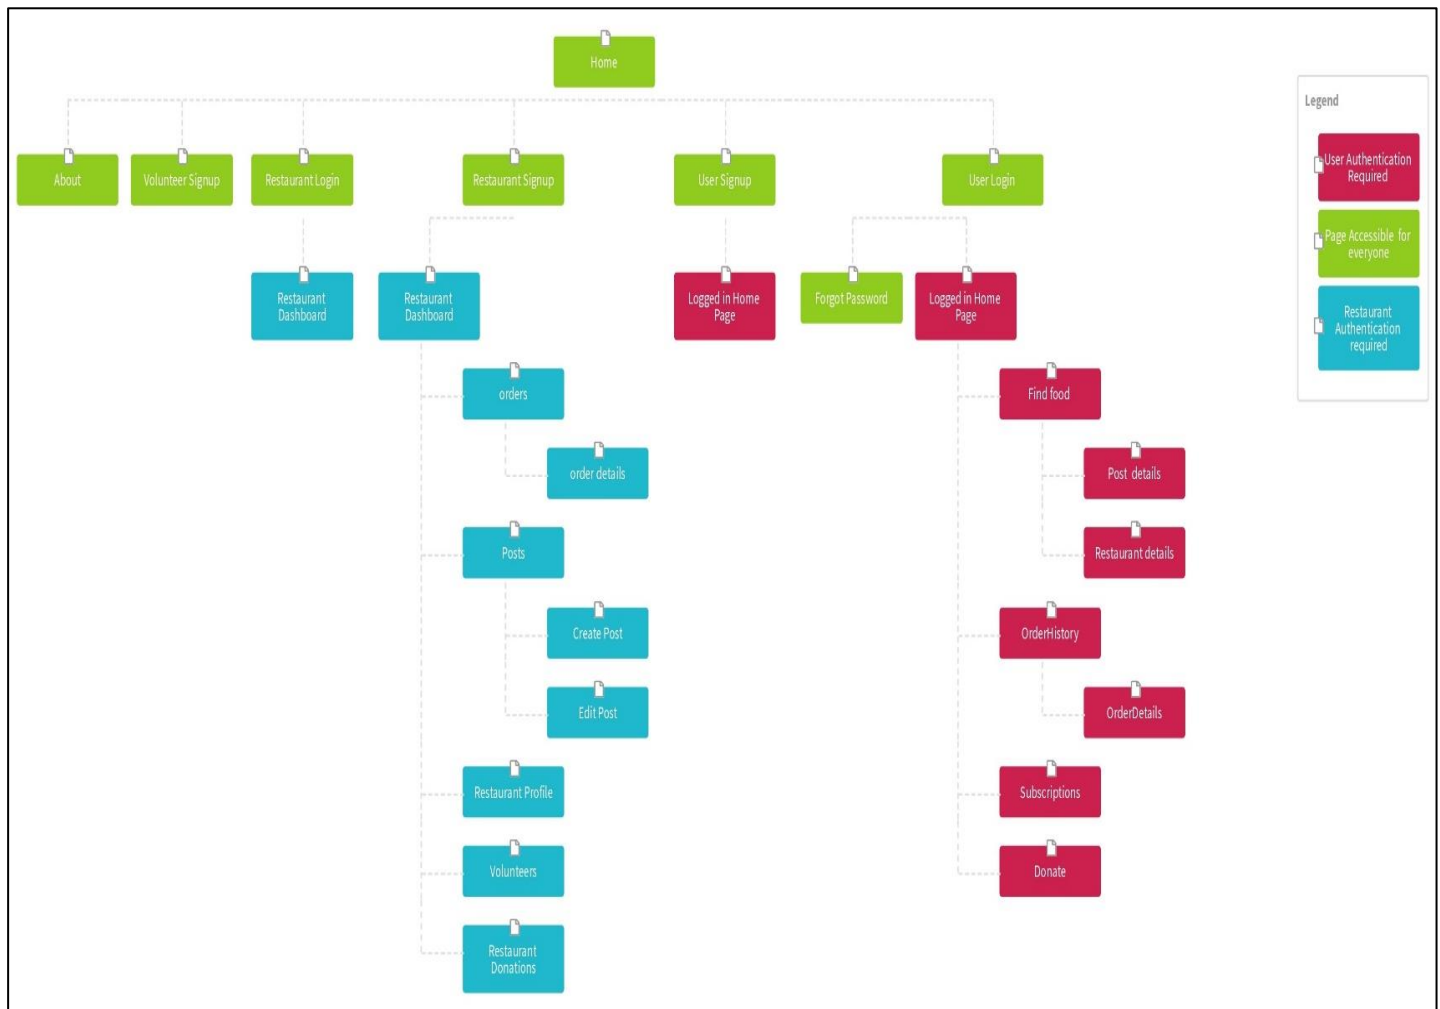 Home
Legend
User Authentication
Required
Page Accessible for
everyone
Restaurant
Authentication
required
About
Volunteer Signup
Restaurant Login
Restaurant Signup
User Signup
User Login
Restaurant
Dashboard
Restaurant
Dashboard
Logged in Home
Page
Forgot Password
Logged in Home
Page
orders
order details
Posts
Create Post
Edit Post
Restaurant Profile
Volunteers
Restaurant
Donations
Find food
Post details
Restaurant details
OrderHistory
OrderDetails
Subscriptions
Donate